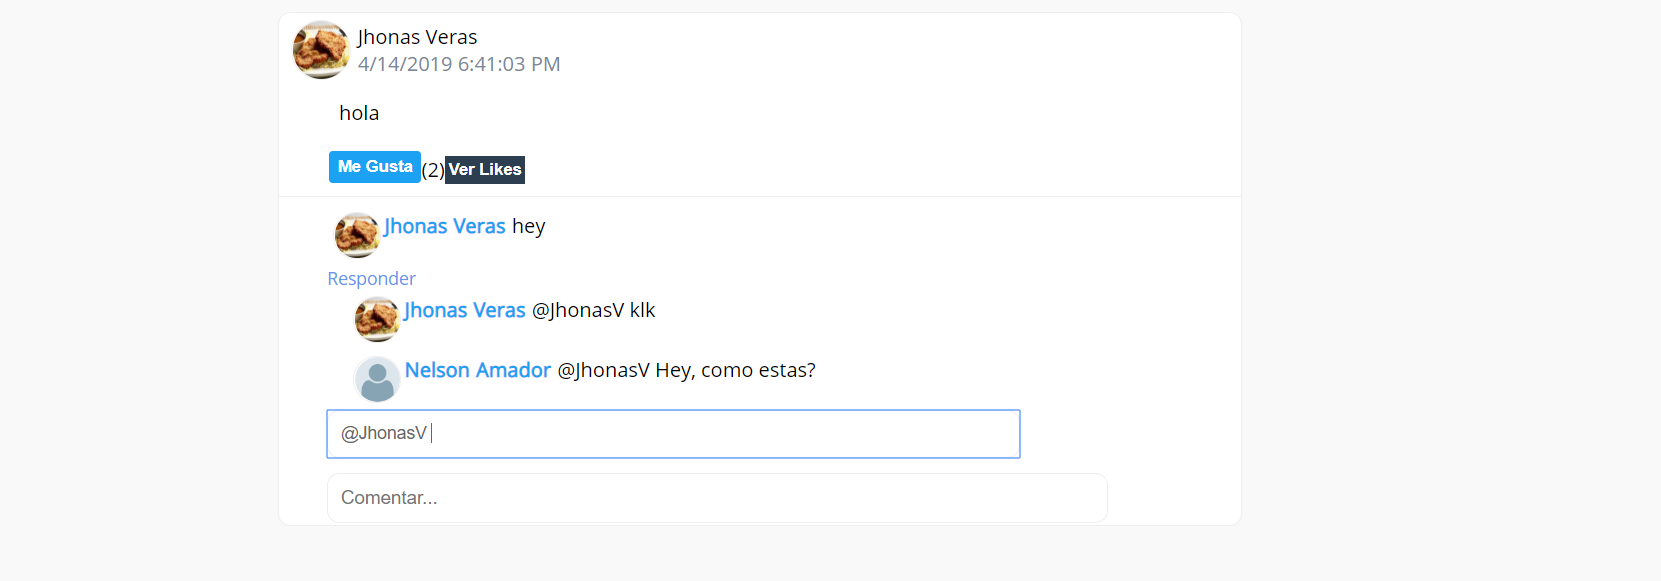 Jhonas Veras
4/14/2019 6:41:03 PM
hola
Me Gusta (2) Ver Likes
Jhonas Veras hey
Responder
Jhonas Veras @JhonasV klk
Nelson Amador @JhonasV Hey, como estas?
@JhonasV
Comentar...